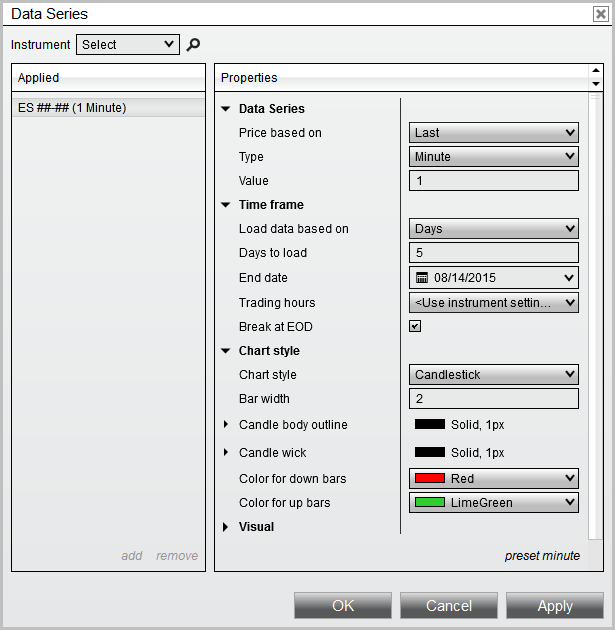 Data Series
Instrument Select
Applied
ES ##-## (1 Minute)
add remove
Properties
Data Series
Price based on Last
Type Minute
Value 1
Time frame
Load data based on Days
Days to load 5
End date 08/14/2015
Trading hours <Use instrument settin...
Break at EOD
Chart style
Chart style Candlestick
Bar width 2
Candle body outline Solid, 1px
Candle wick Solid, 1px
Color for down bars Red
Color for up bars LimeGreen
Visual
preset minute
OK Cancel Apply